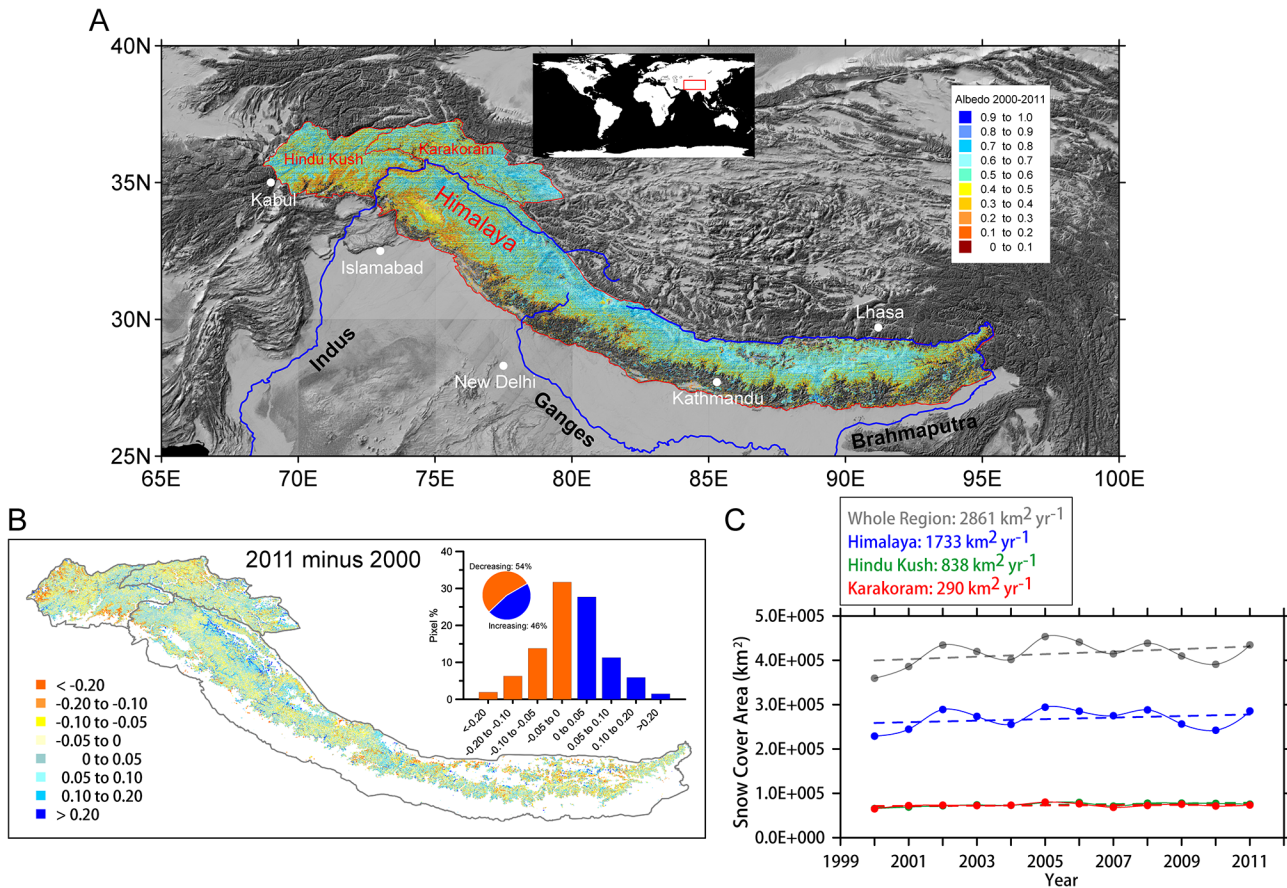 A
40N
35N
30N
25N
65E
70E
75E
80E
85E
90E
95E
100E
Hindu Kush
Karakoram
Himalaya
Kabul
Islamabad
New Delhi
Kathmandu
Lhasa
Indus
Ganges
Brahmaputra
Albedo 2000-2011
0.9 to 1.0
0.8 to 0.9
0.7 to 0.8
0.6 to 0.7
0.5 to 0.6
0.4 to 0.5
0.3 to 0.4
0.2 to 0.3
0.1 to 0.2
0 to 0.1
B
2011 minus 2000
< -0.20
-0.20 to -0.10
-0.10 to -0.05
-0.05 to 0
0 to 0.05
0.05 to 0.10
0.10 to 0.20
> 0.20
Pixel %
40
30
20
10
0
Decreasing: 54%
Increasing: 46%
<-0.20
-0.20 to -0.10
-0.10 to -0.05
-0.05 to 0
0 to 0.05
0.05 to 0.10
0.10 to 0.20
>0.20
C
Whole Region: 2861 km² yr⁻¹
Himalaya: 1733 km² yr⁻¹
Hindu Kush: 838 km² yr⁻¹
Karakoram: 290 km² yr⁻¹
Snow Cover Area (km²)
5.0E+005
4.0E+005
3.0E+005
2.0E+005
1.0E+005
0.0E+000
1999
2001
2003
2005
2007
2009
2011
Year